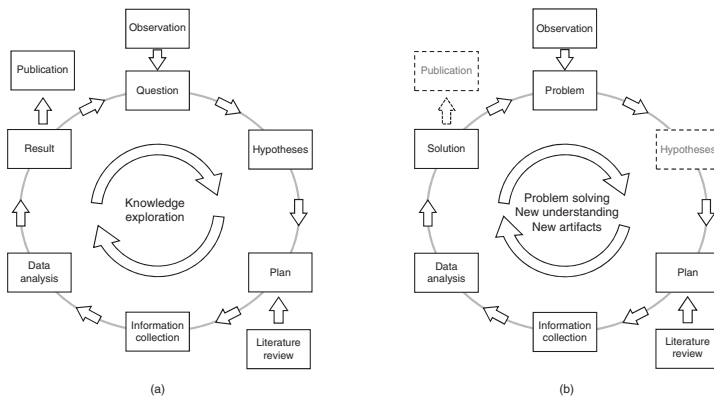 Observation
Publication
Question
Result
Hypotheses
Knowledge
exploration
Data
analysis
Plan
Information
collection
Literature
review
(a)
Observation
Publication
Problem
Solution
Hypotheses
Problem solving
New understanding
New artifacts
Data
analysis
Plan
Information
collection
Literature
review
(b)